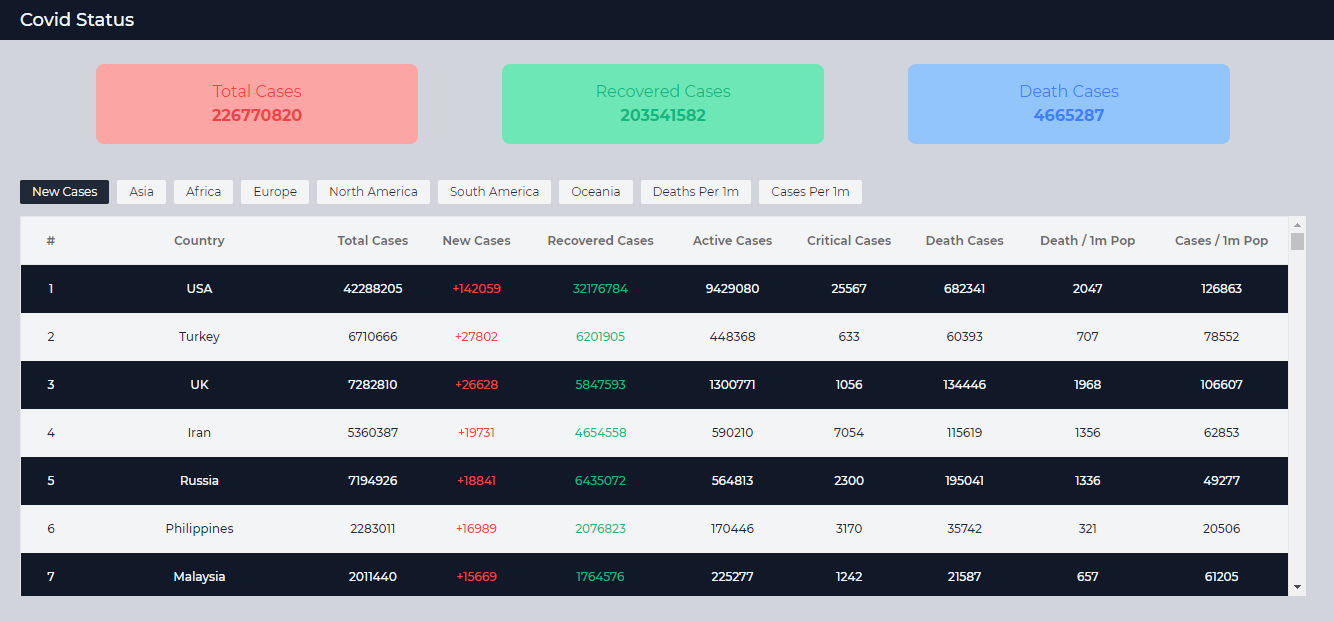 Covid Status
Total Cases Recovered Cases Death Cases
226770820 203541582 4665287
New Cases Asia Africa Europe North America South America Oceania Deaths Per 1m Cases Per 1m
# Country Total Cases New Cases Recovered Cases Active Cases Critical Cases Death Cases Death / 1m Pop Cases / 1m Pop
1 USA 42288205 +142059 32176784 9429080 25567 682341 2047 126863
2 Turkey 6710666 +27802 6201905 448368 633 60393 707 78552
3 UK 7282810 +26628 5847593 1300771 1056 134446 1968 106607
4 Iran 5360387 +19731 4654558 590210 7054 115619 1356 62853
5 Russia 7194926 +18841 6435072 564813 2300 195041 1336 49277
6 Philippines 2283011 +16989 2076823 170446 3170 35742 321 20506
7 Malaysia 2011440 +15669 1764576 225277 1242 21587 657 61205